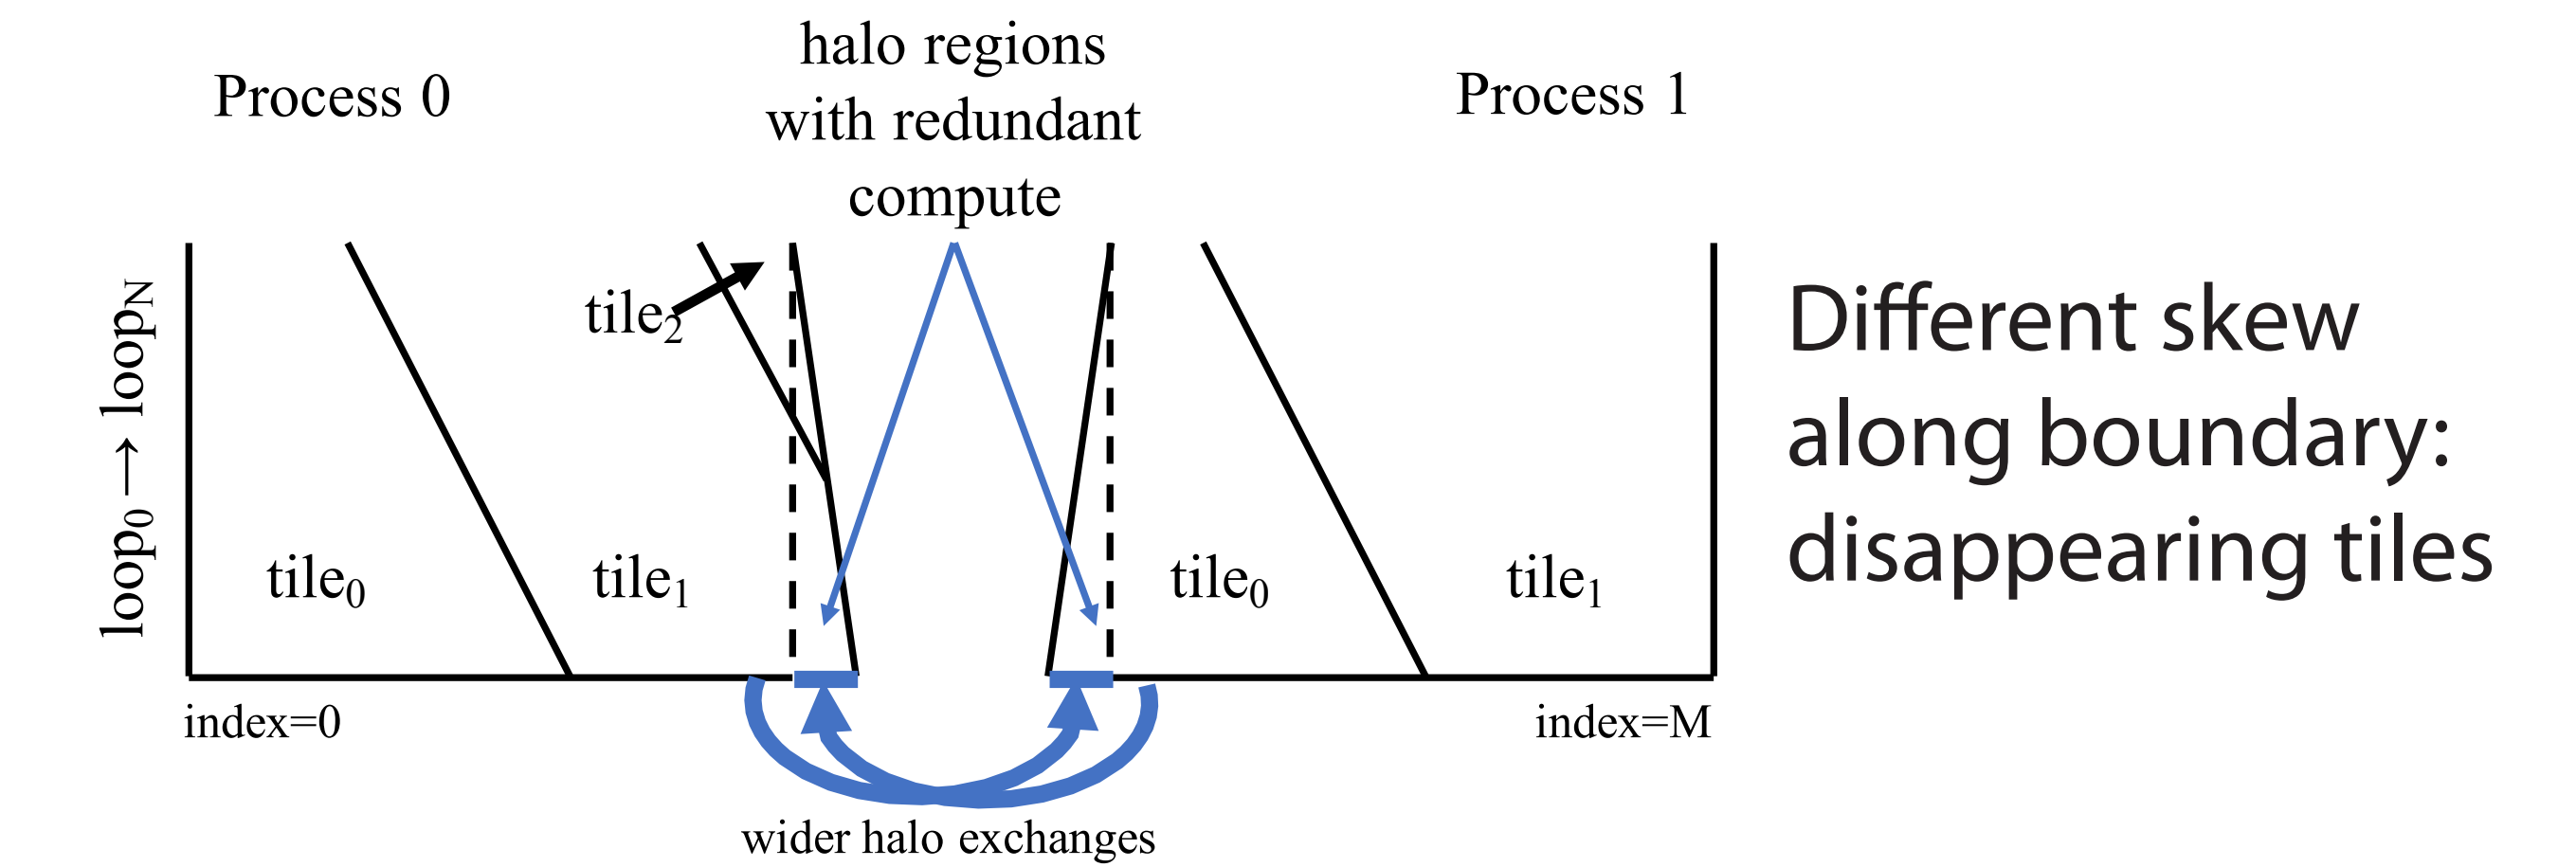 Process 0
halo regions
with redundant
compute
Process 1
loop₀ → loop_N
tile₂
tile₀
tile₁
tile₀
tile₁
index=0
index=M
wider halo exchanges
Different skew
along boundary:
disappearing tiles